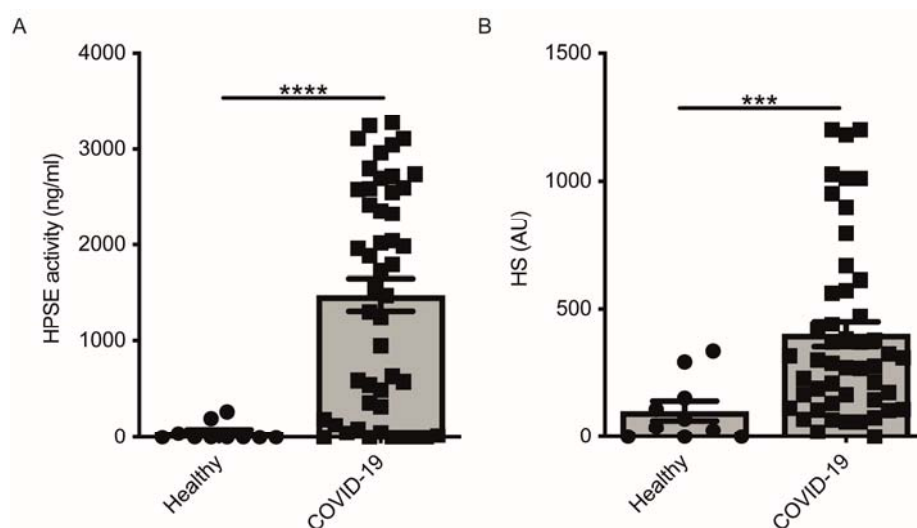 A
HPSE activity (ng/ml)
4000
3000
2000
1000
0
****
Healthy
COVID-19
B
HS (AU)
1500
1000
500
0
***
Healthy
COVID-19